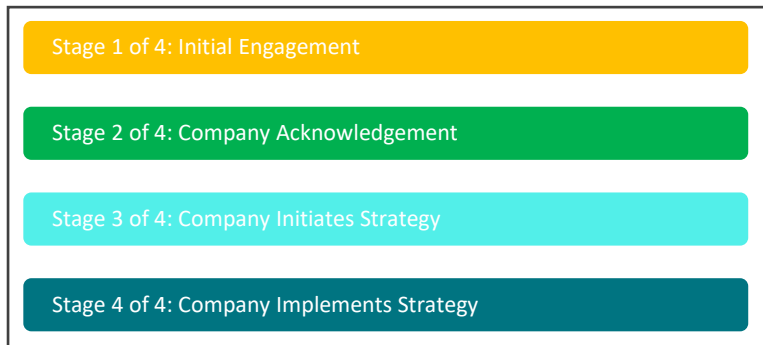 Stage 1 of 4: Initial Engagement
Stage 2 of 4: Company Acknowledgement
Stage 3 of 4: Company Initiates Strategy
Stage 4 of 4: Company Implements Strategy